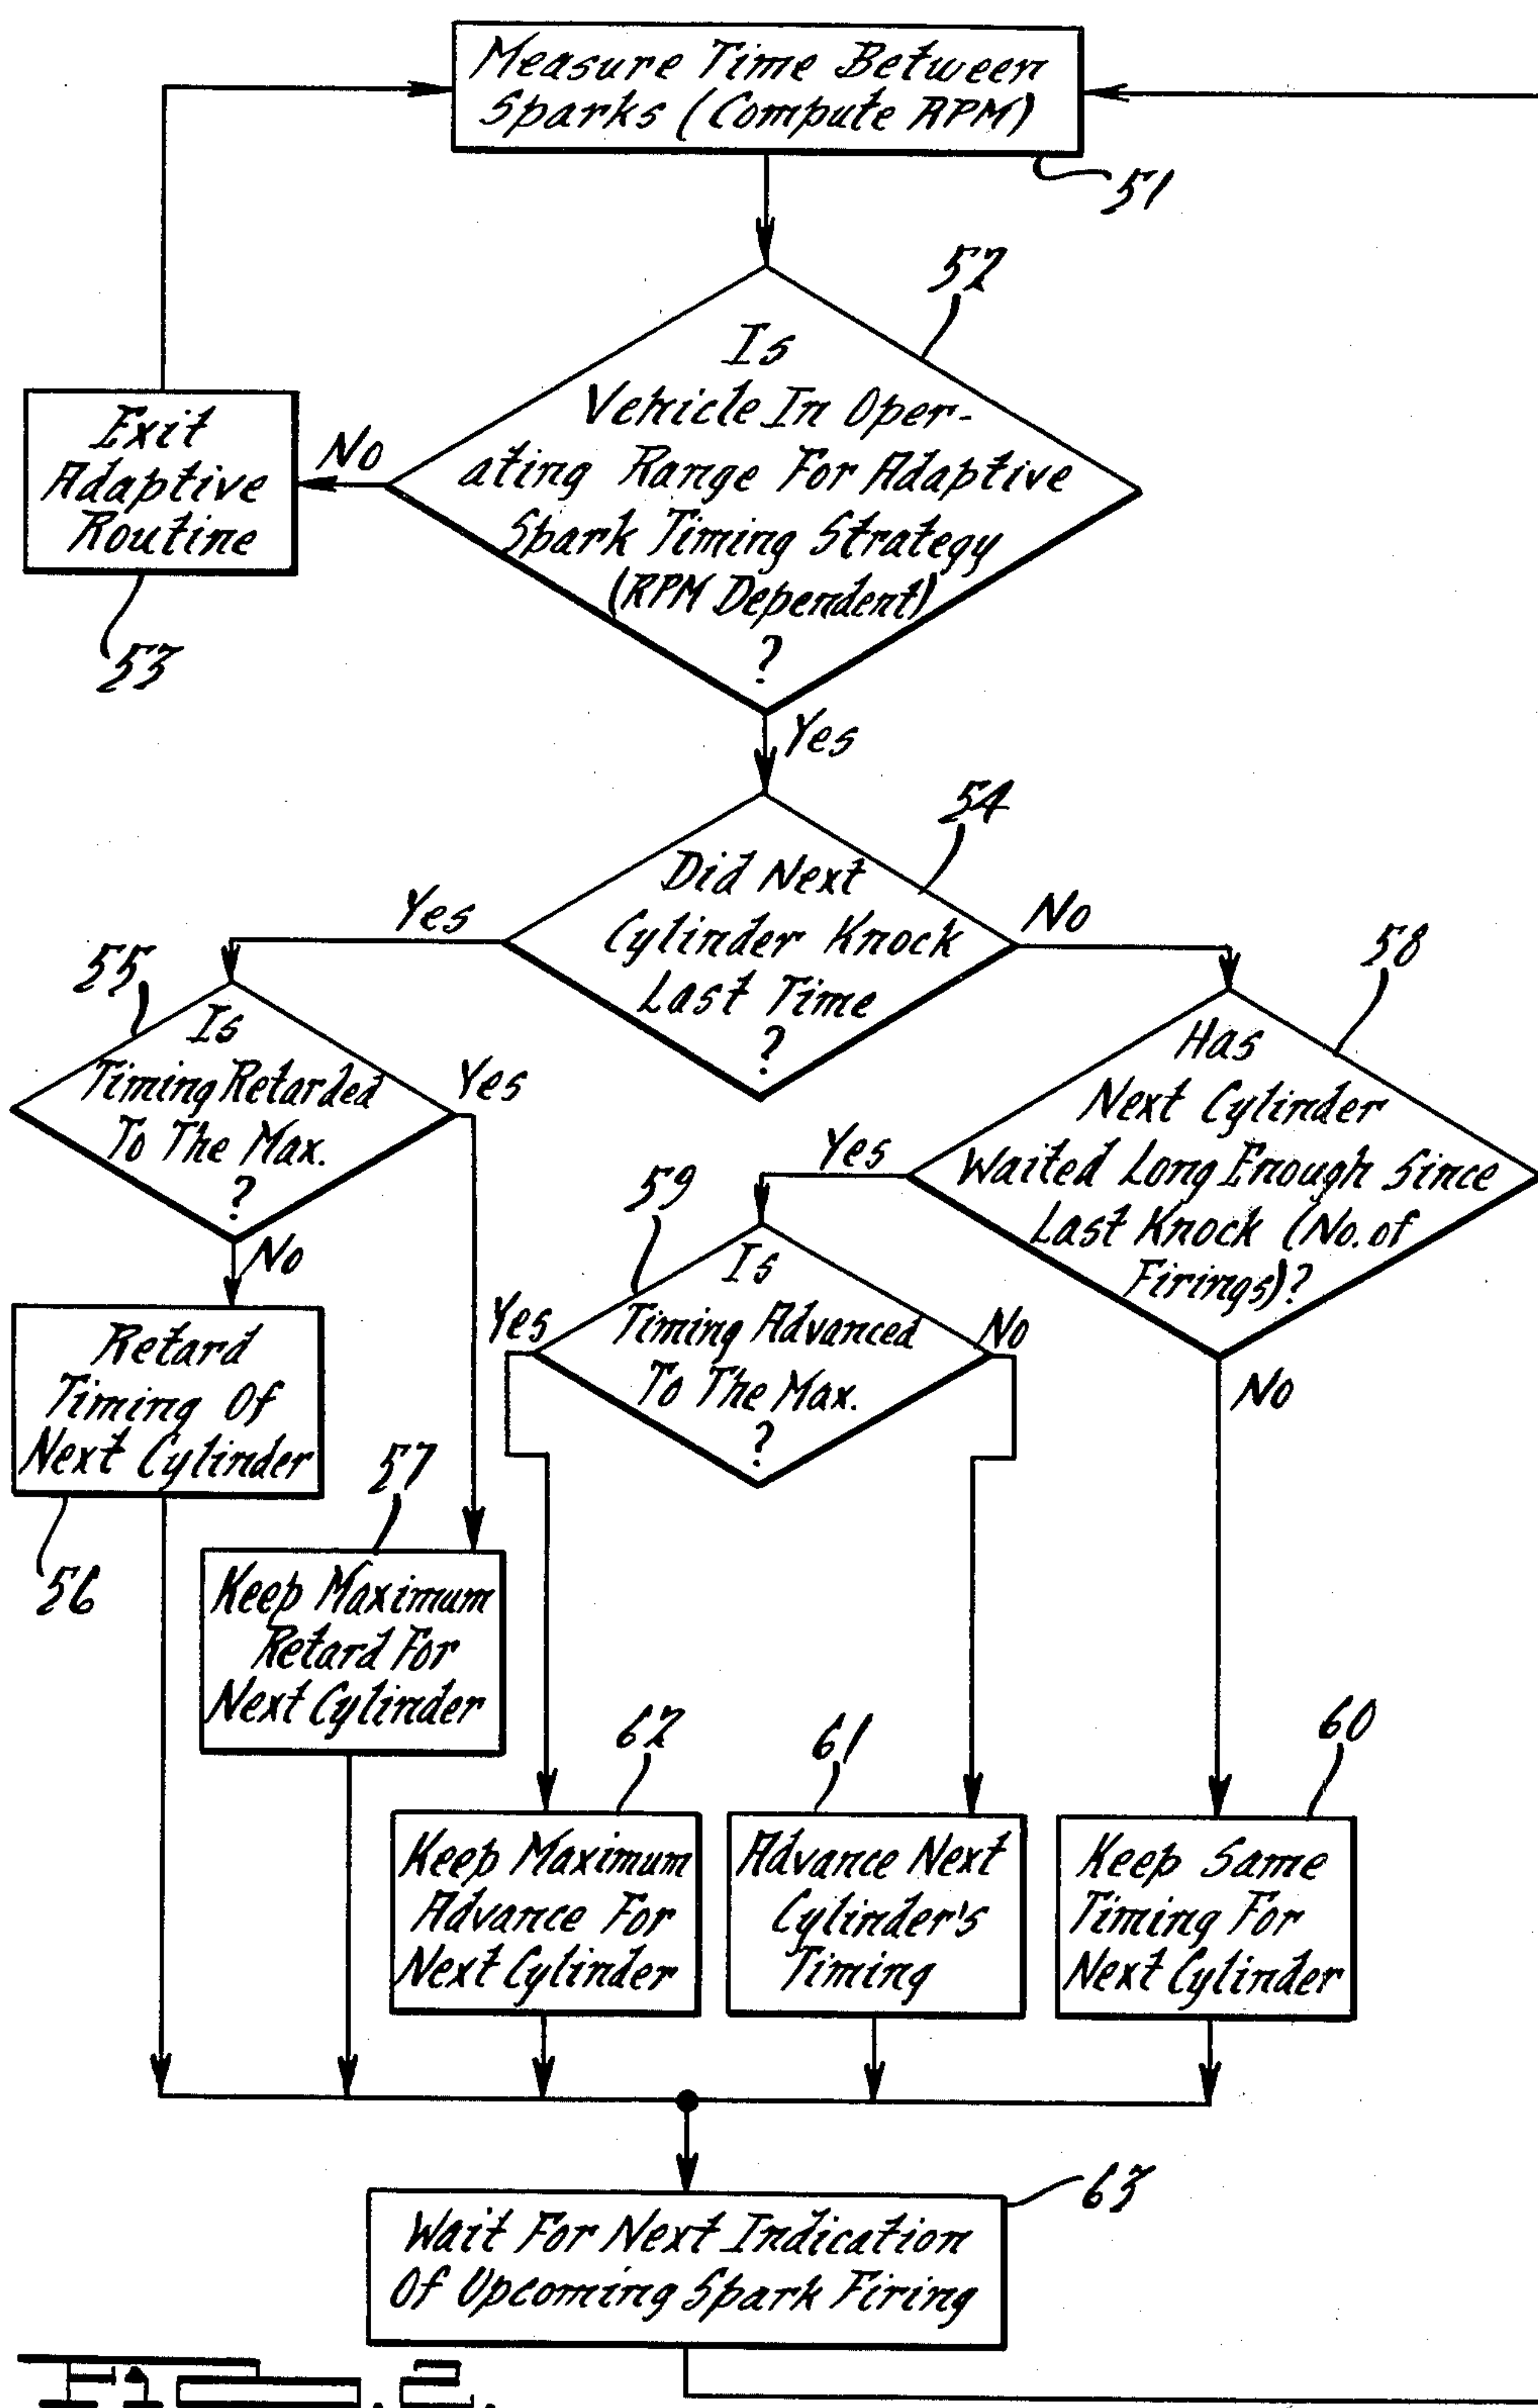 Measure Time Between
Sparks (Compute RPM)
51
52
Is
Vehicle In Oper-
ating Range For Adaptive
Spark Timing Strategy
(RPM Dependent)
?
No
Exit
Adaptive
Routine
53
Yes
54
Did Next
Cylinder Knock
Last Time
?
Yes
No
55
Is
Timing Retarded
To The Max.
?
Yes
No
58
Has
Next Cylinder
Waited Long Enough Since
Last Knock (No. of
Firings)?
Yes
No
59
Is
Timing Advanced
To The Max.
?
Yes
No
Retard
Timing Of
Next Cylinder
56
57
Keep Maximum
Retard For
Next Cylinder
62
Keep Maximum
Advance For
Next Cylinder
61
Advance Next
Cylinder's
Timing
60
Keep Same
Timing For
Next Cylinder
63
Wait For Next Indication
Of Upcoming Spark Firing